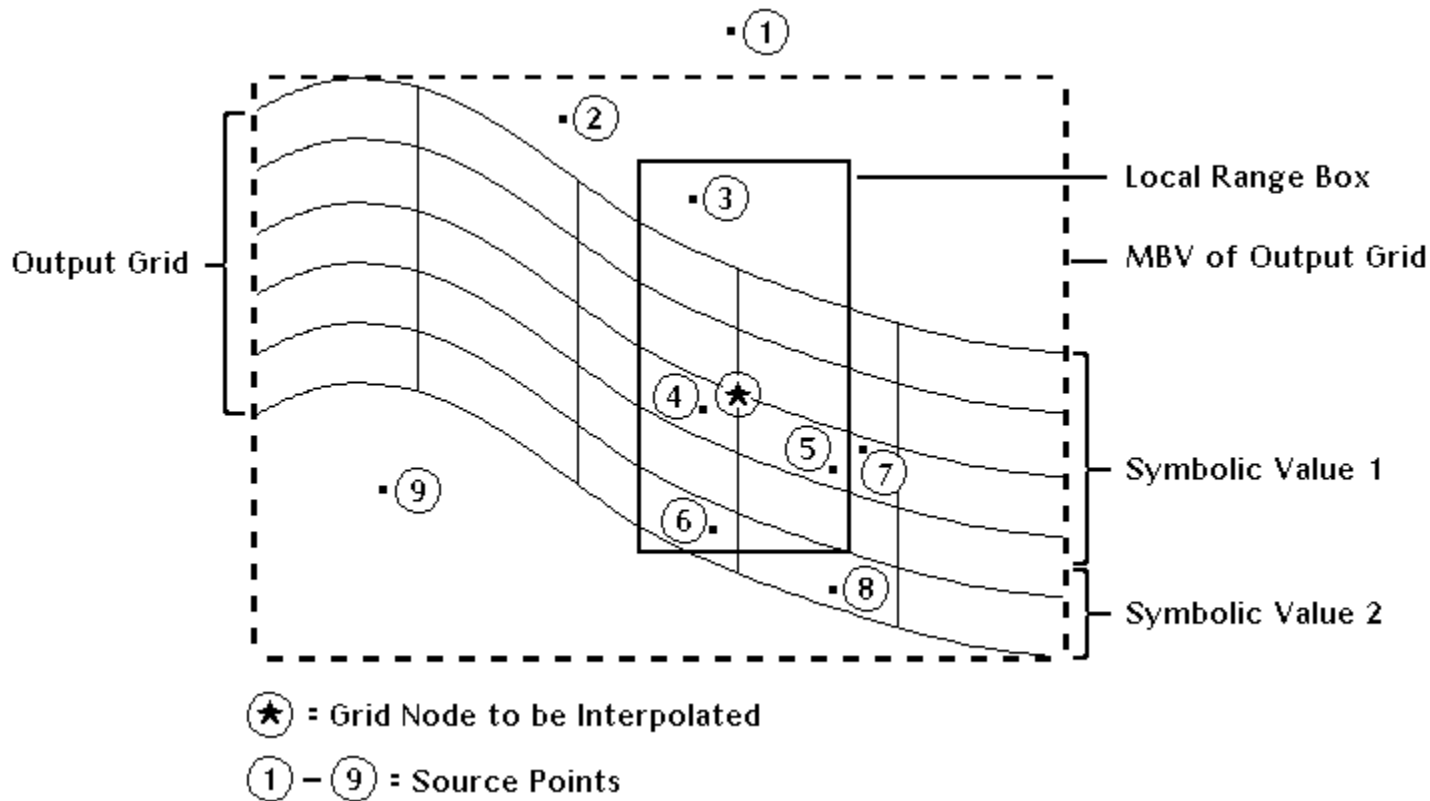 1
2
3
Local Range Box
Output Grid
MBV of Output Grid
4
★
5
7
Symbolic Value 1
9
6
8
Symbolic Value 2
★ = Grid Node to be Interpolated
1 – 9 = Source Points